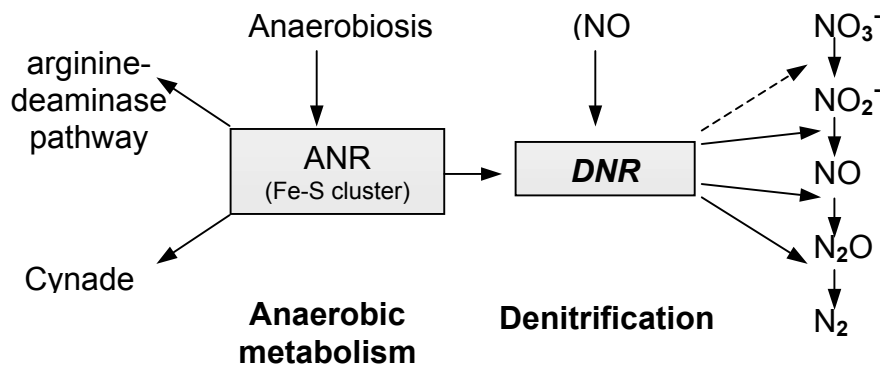 Anaerobiosis
(NO
NO₃⁻
arginine-
deaminase
pathway
NO₂⁻
ANR
(Fe-S cluster)
DNR
NO
N₂O
Cynade
Anaerobic
metabolism
Denitrification
N₂